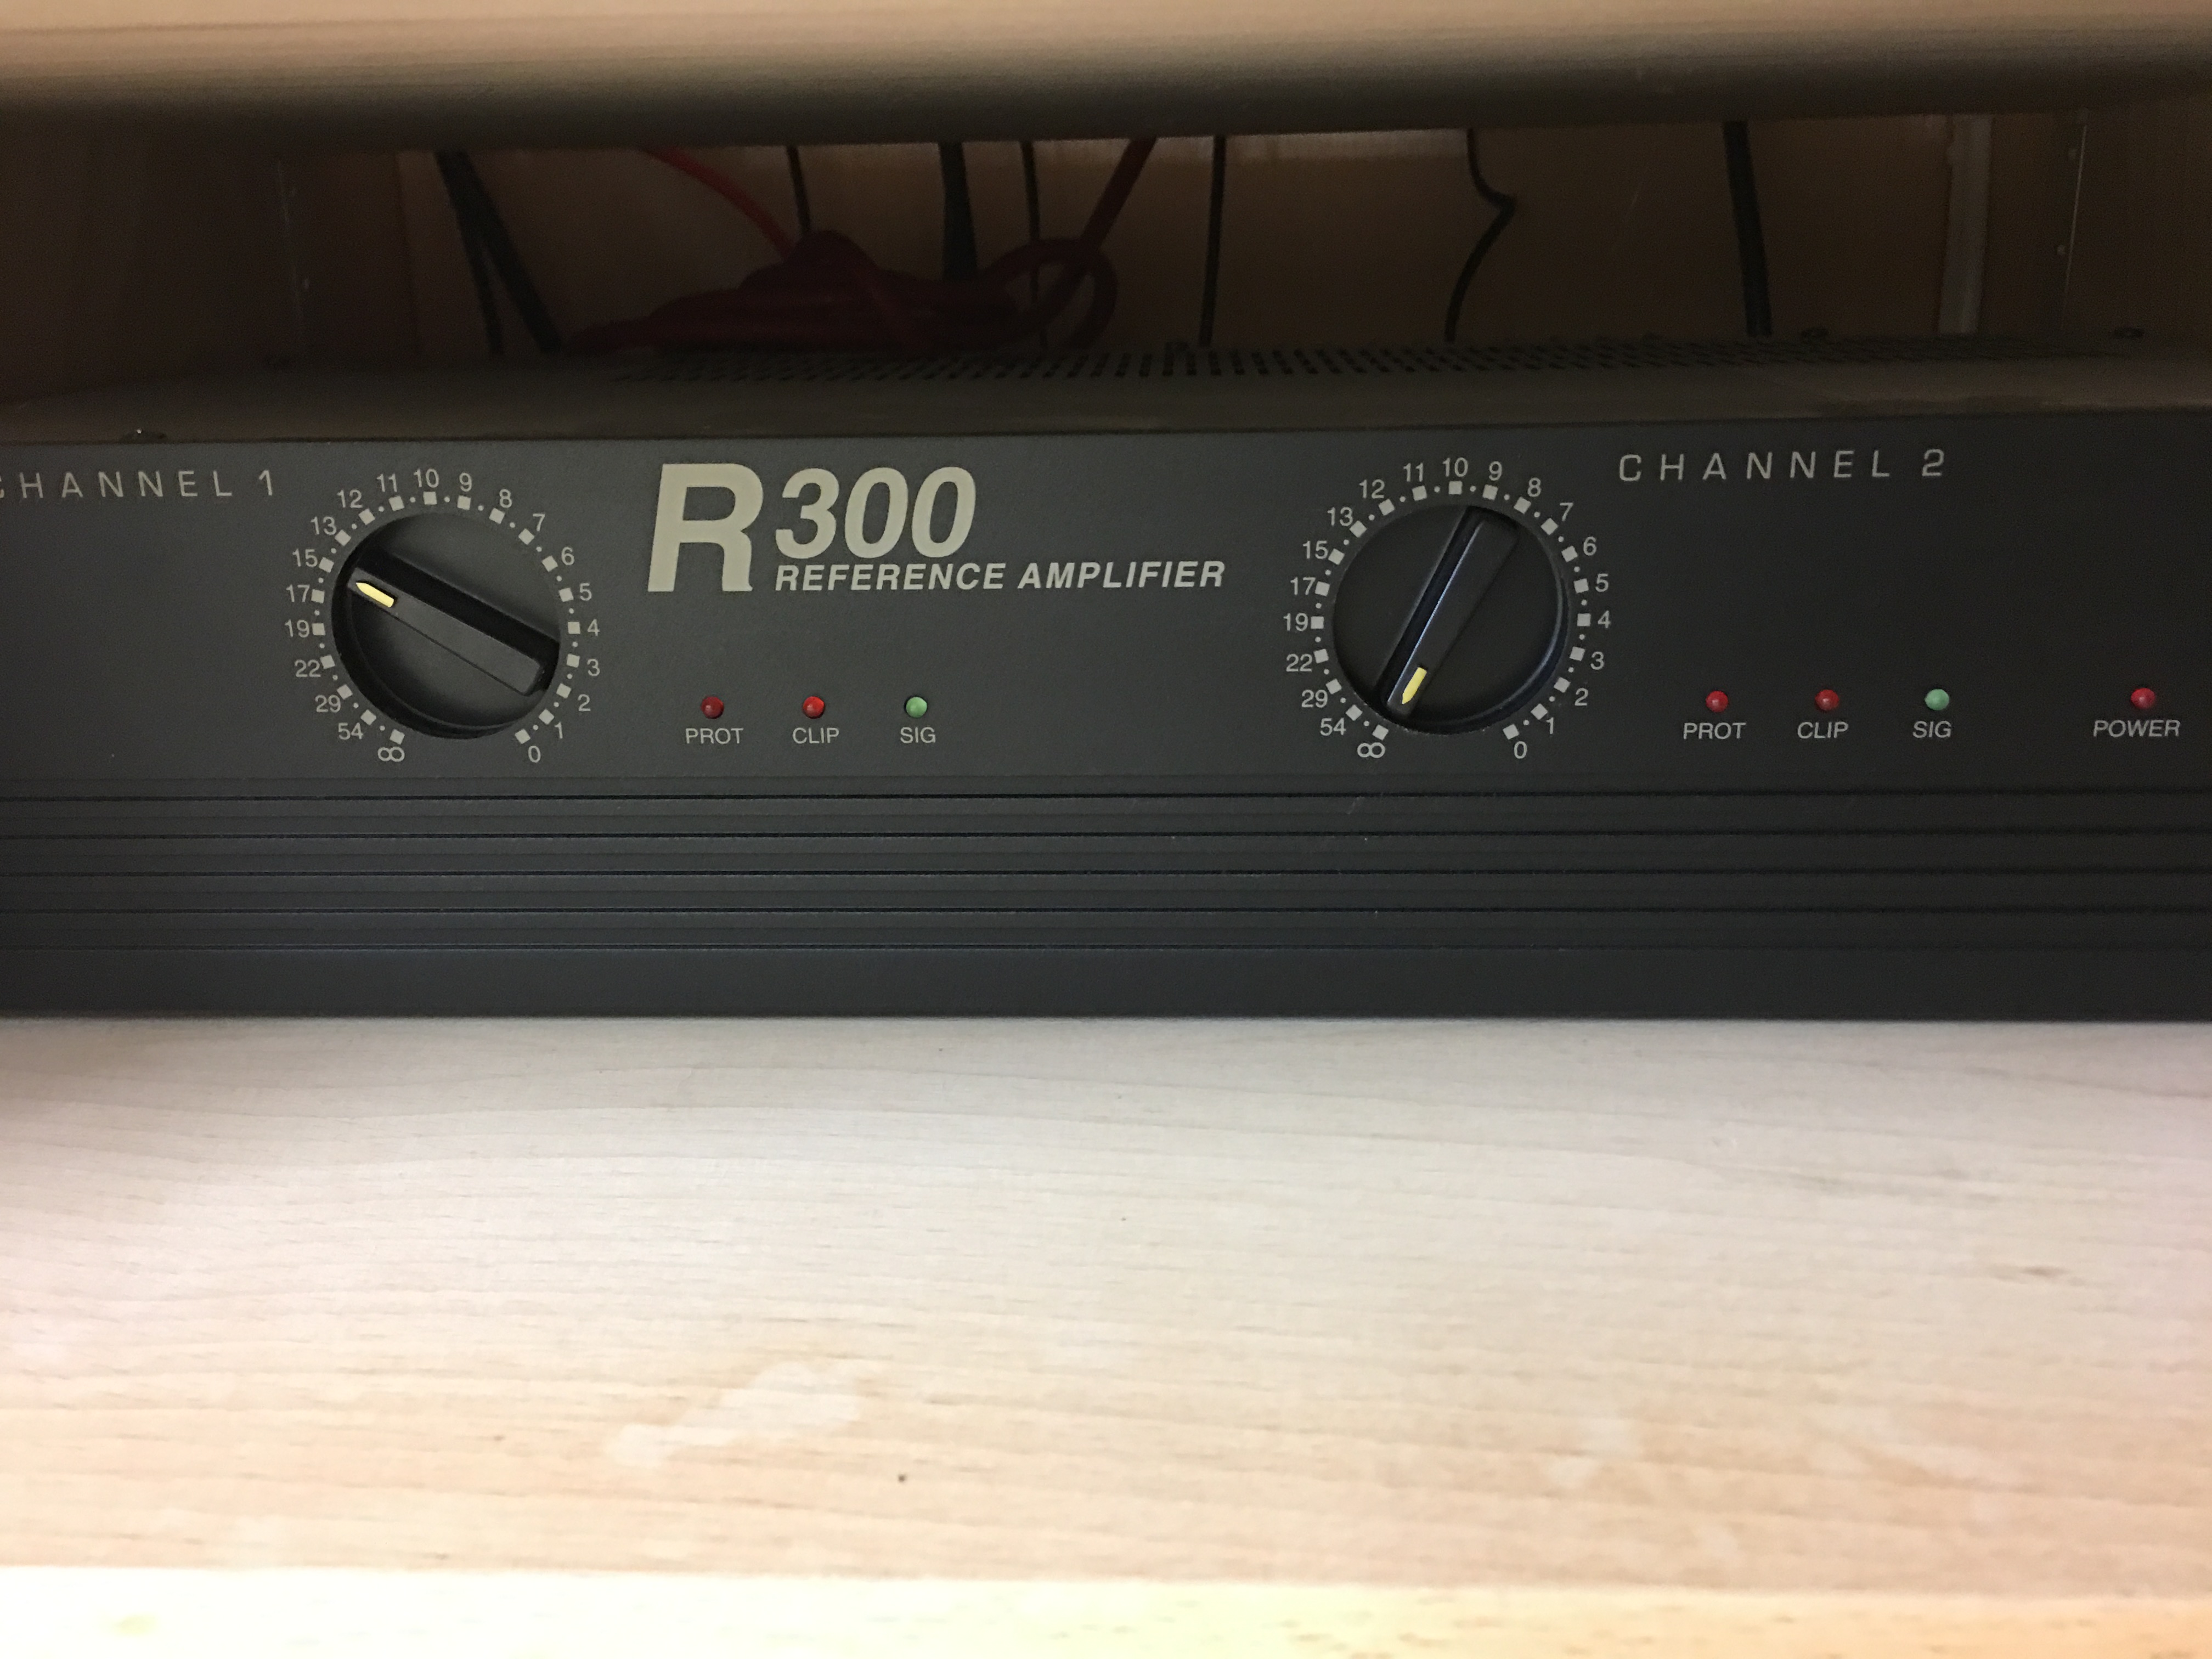 CHANNEL 1
∞ 54 29 22 19 17 15 13 12 11 10 9 8 7 6 5 4 3 2 1 0
R300
REFERENCE AMPLIFIER
PROT CLIP SIG
∞ 54 29 22 19 17 15 13 12 11 10 9 8 7 6 5 4 3 2 1 0
CHANNEL 2
PROT CLIP SIG POWER